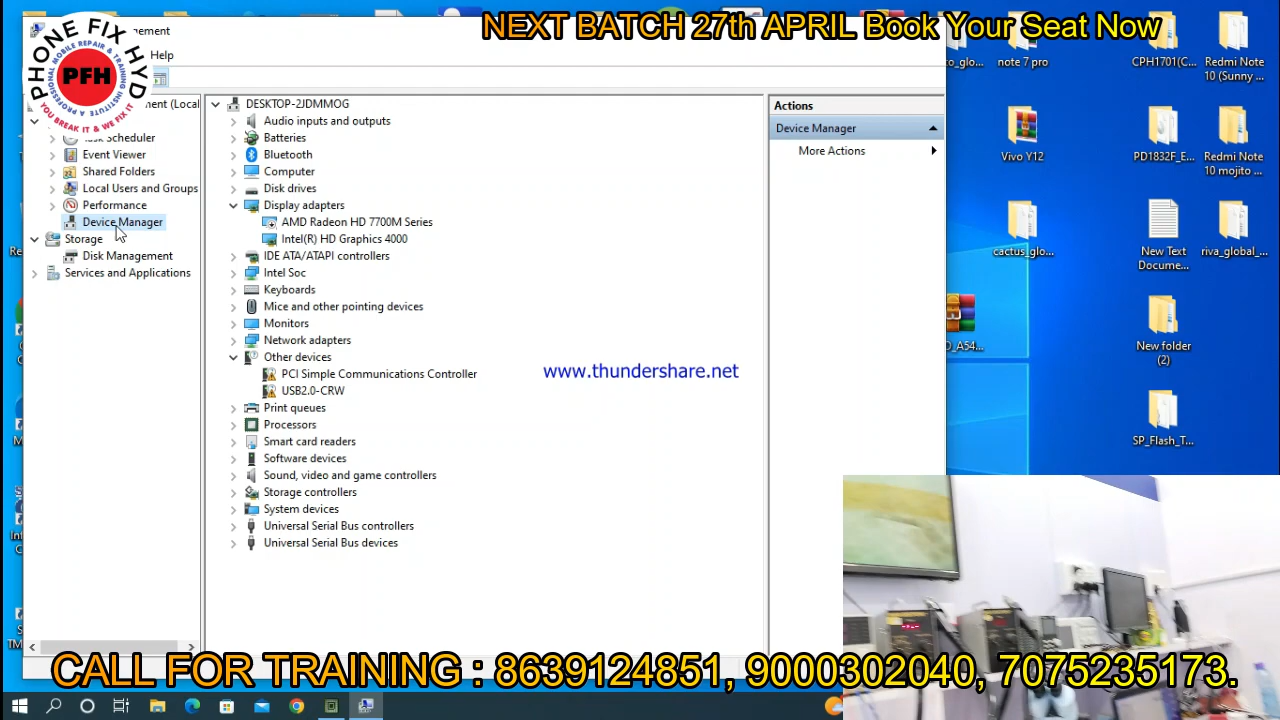 NEXT BATCH 27th APRIL Book Your Seat Now
PHONE FIX HYD
A PROFESSIONAL MOBILE REPAIR & TRAINING INSTITUTE
PFH
YOU BREAK IT & WE FIX IT
Help
Task Scheduler
Event Viewer
Shared Folders
Local Users and Groups
Performance
Device Manager
Storage
Disk Management
Services and Applications
DESKTOP-2JDMMOG
Audio inputs and outputs
Batteries
Bluetooth
Computer
Disk drives
Display adapters
AMD Radeon HD 7700M Series
Intel(R) HD Graphics 4000
IDE ATA/ATAPI controllers
Intel Soc
Keyboards
Mice and other pointing devices
Monitors
Network adapters
Other devices
PCI Simple Communications Controller
USB2.0-CRW
Print queues
Processors
Smart card readers
Software devices
Sound, video and game controllers
Storage controllers
System devices
Universal Serial Bus controllers
Universal Serial Bus devices
www.thundershare.net
Actions
Device Manager
More Actions
note 7 pro
CPH1701(C...
Redmi Note
10 (Sunny ...
Vivo Y12
PD1832F_E...
Redmi Note
10 mojito ...
cactus_glo...
New Text
Docume...
riva_global_...
New folder
(2)
SP_Flash_T...
CALL FOR TRAINING : 8639124851, 9000302040, 7075235173.